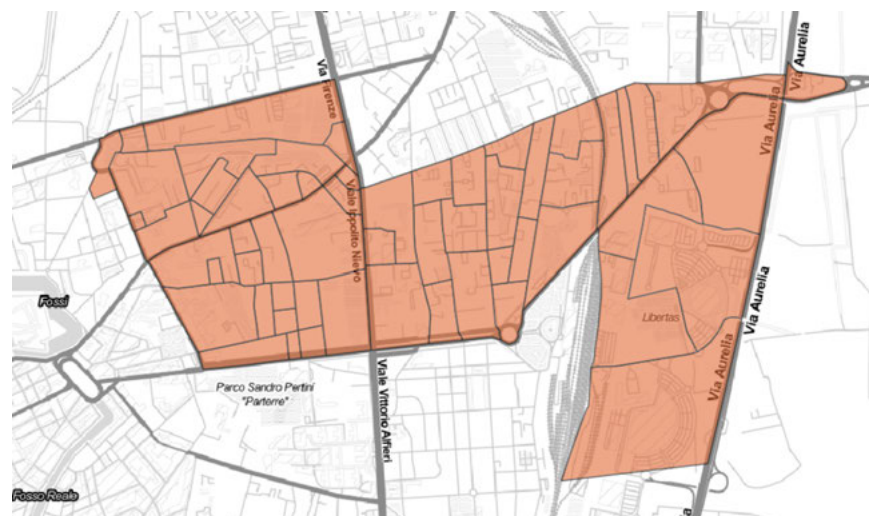 Via Firenze
Via Aurelia
Via Aurelia
Viale Ippolito Nievo
Via Aurelia
Fossi
Libertas
Via Aurelia
Parco Sandro Pertini
"Parterre"
Viale Vittorio Alfieri
Fosso Reale